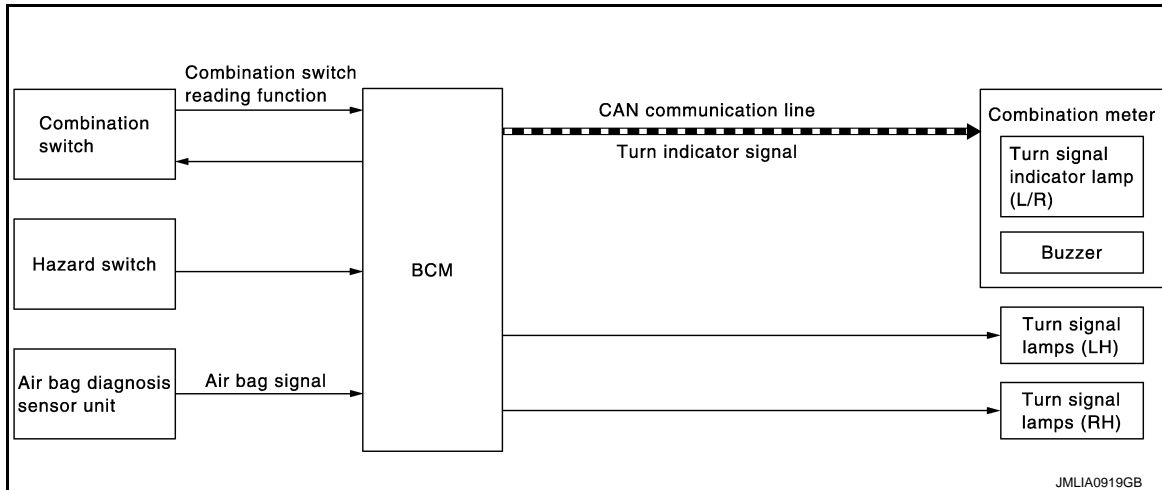 Combination switch
reading function
Combination
switch
CAN communication line
Turn indicator signal
Combination meter
Turn signal
indicator lamp
(L/R)
Buzzer
Hazard switch
BCM
Turn signal
lamps (LH)
Air bag diagnosis
sensor unit
Air bag signal
Turn signal
lamps (RH)
JMLIA0919GB